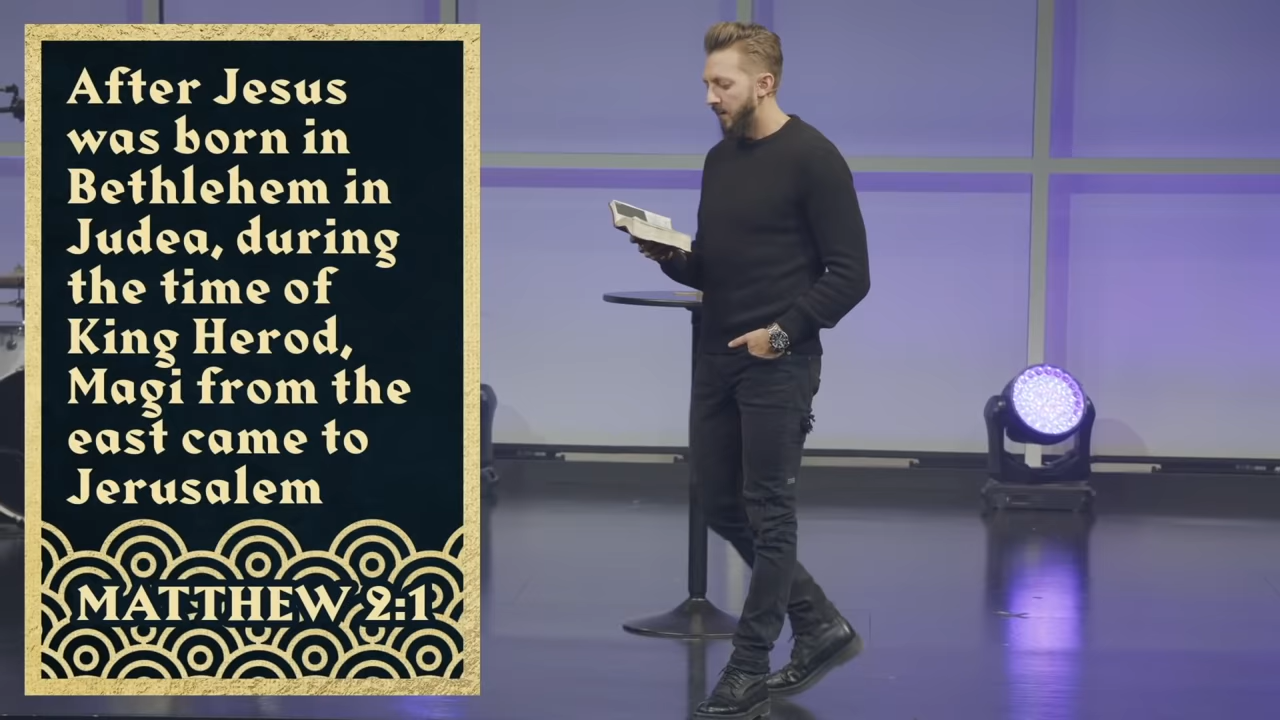 After Jesus
was born in
Bethlehem in
Judea, during
the time of
King Herod,
Magi from the
east came to
Jerusalem
MATTHEW 2:1